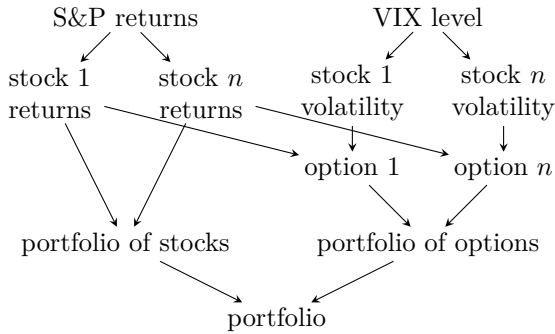 S&P returns
VIX level
stock 1
returns
stock n
returns
stock 1
volatility
stock n
volatility
option 1
option n
portfolio of stocks
portfolio of options
portfolio